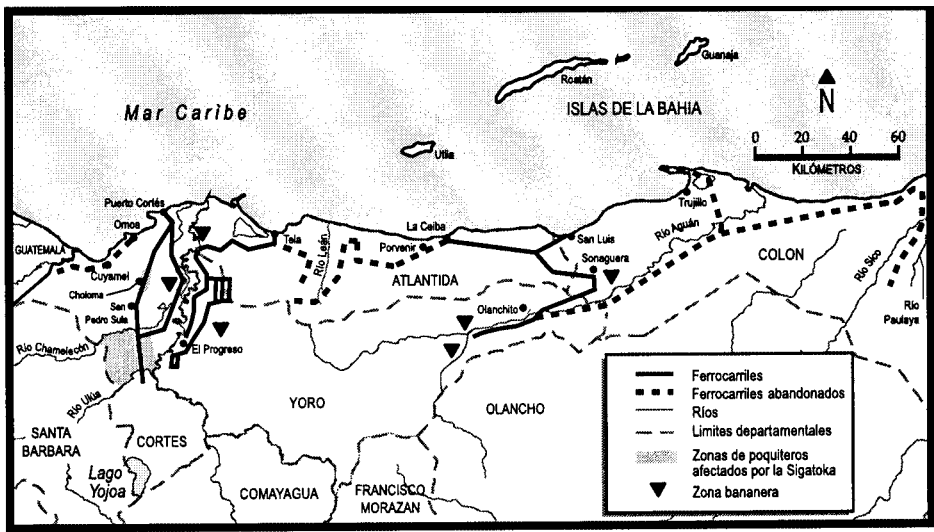 Guanaja
Roatán
ISLAS DE LA BAHIA
N
Mar Caribe
Utila
0 20 40 60
KILÓMETROS
Puerto Cortés
Omoa
Trujillo
La Ceiba
GUATEMALA
Tela
Río León
Porvenir
San Luis
Río Aguán
Cuyamel
ATLANTIDA
Sonaguera
COLON
Río Sico
Choloma
San
Pedro Sula
Olanchito
Río
Paulaya
Río Chamelecón
El Progreso
Río Ulúa
YORO
OLANCHO
SANTA
BARBARA
CORTES
Lago
Yojoa
COMAYAGUA
FRANCISCO
MORAZAN
Ferrocarriles
Ferrocarriles abandonados
Ríos
Limites departamentales
Zonas de poquiteros
afectados por la Sigatoka
Zona bananera